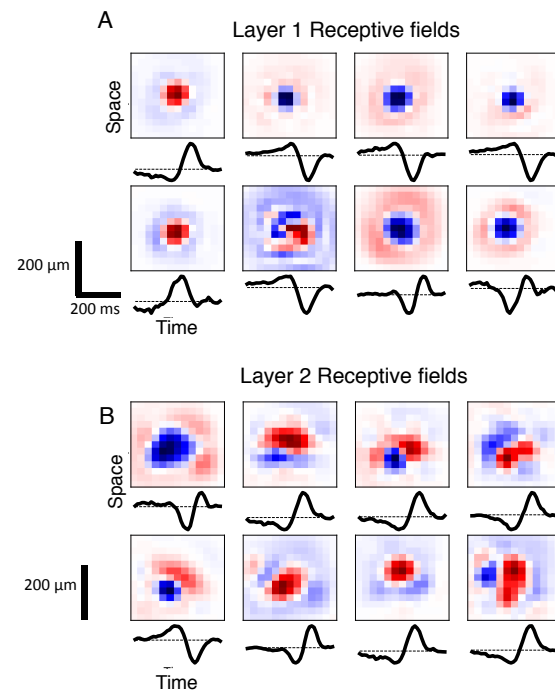 A
Layer 1 Receptive fields
Space
200 µm
200 ms
Time
Layer 2 Receptive fields
B
Space
200 µm
Time